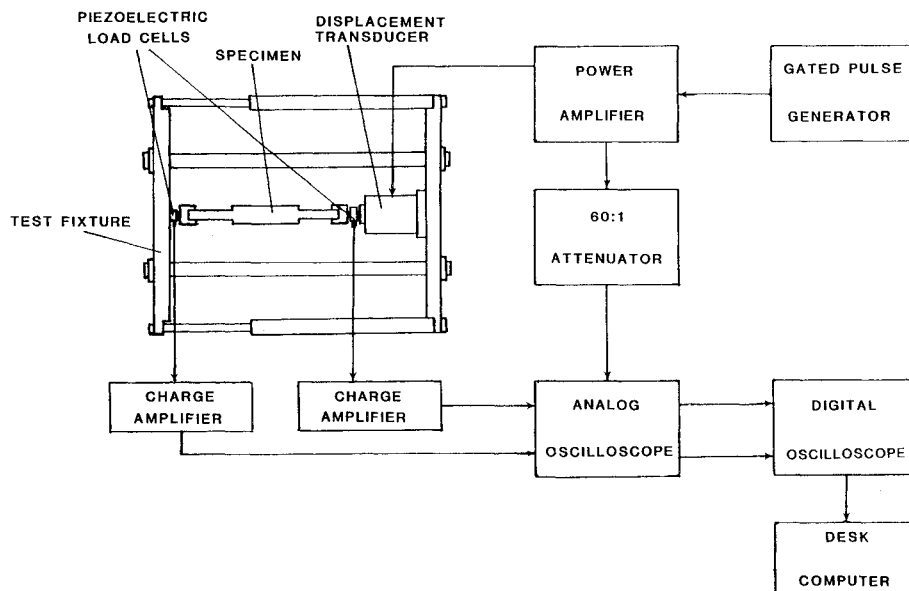 PIEZOELECTRIC
LOAD CELLS
SPECIMEN
DISPLACEMENT
TRANSDUCER
POWER
AMPLIFIER
GATED PULSE
GENERATOR
TEST FIXTURE
60:1
ATTENUATOR
CHARGE
AMPLIFIER
CHARGE
AMPLIFIER
ANALOG
OSCILLOSCOPE
DIGITAL
OSCILLOSCOPE
DESK
COMPUTER